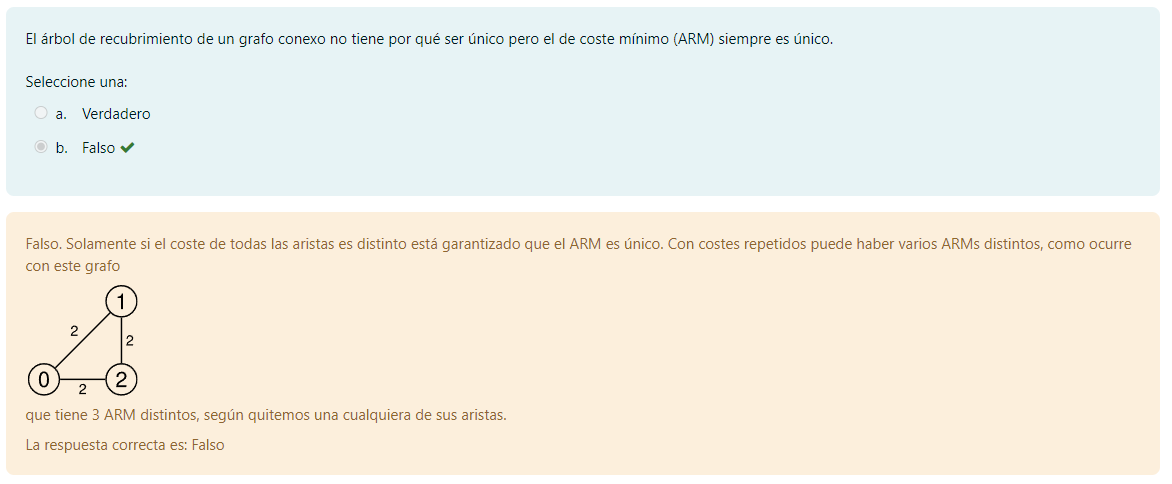 El árbol de recubrimiento de un grafo conexo no tiene por qué ser único pero el de coste mínimo (ARM) siempre es único.
Seleccione una:
a. Verdadero
b. Falso
Falso. Solamente si el coste de todas las aristas es distinto está garantizado que el ARM es único. Con costes repetidos puede haber varios ARMs distintos, como ocurre
con este grafo
1
2
2
0
2
2
que tiene 3 ARM distintos, según quitemos una cualquiera de sus aristas.
La respuesta correcta es: Falso